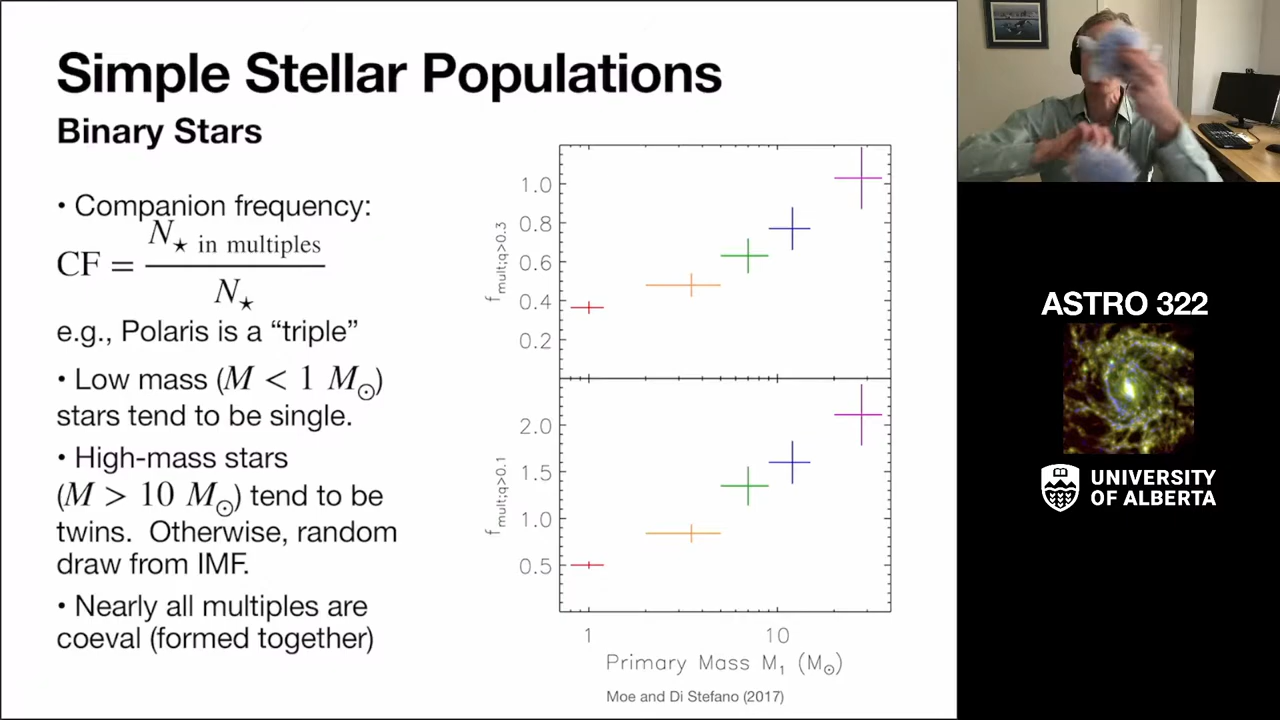 Simple Stellar Populations
Binary Stars
• Companion frequency:
CF = N★ in multiples / N★
e.g., Polaris is a “triple”
• Low mass (M < 1 M⊙)
stars tend to be single.
• High-mass stars
(M > 10 M⊙) tend to be
twins. Otherwise, random
draw from IMF.
• Nearly all multiples are
coeval (formed together)
f mult;q>0.3
1.0
0.8
0.6
0.4
0.2
f mult;q>0.1
2.0
1.5
1.0
0.5
1 10
Primary Mass M₁ (M⊙)
Moe and Di Stefano (2017)
ASTRO 322
UNIVERSITY
OF ALBERTA